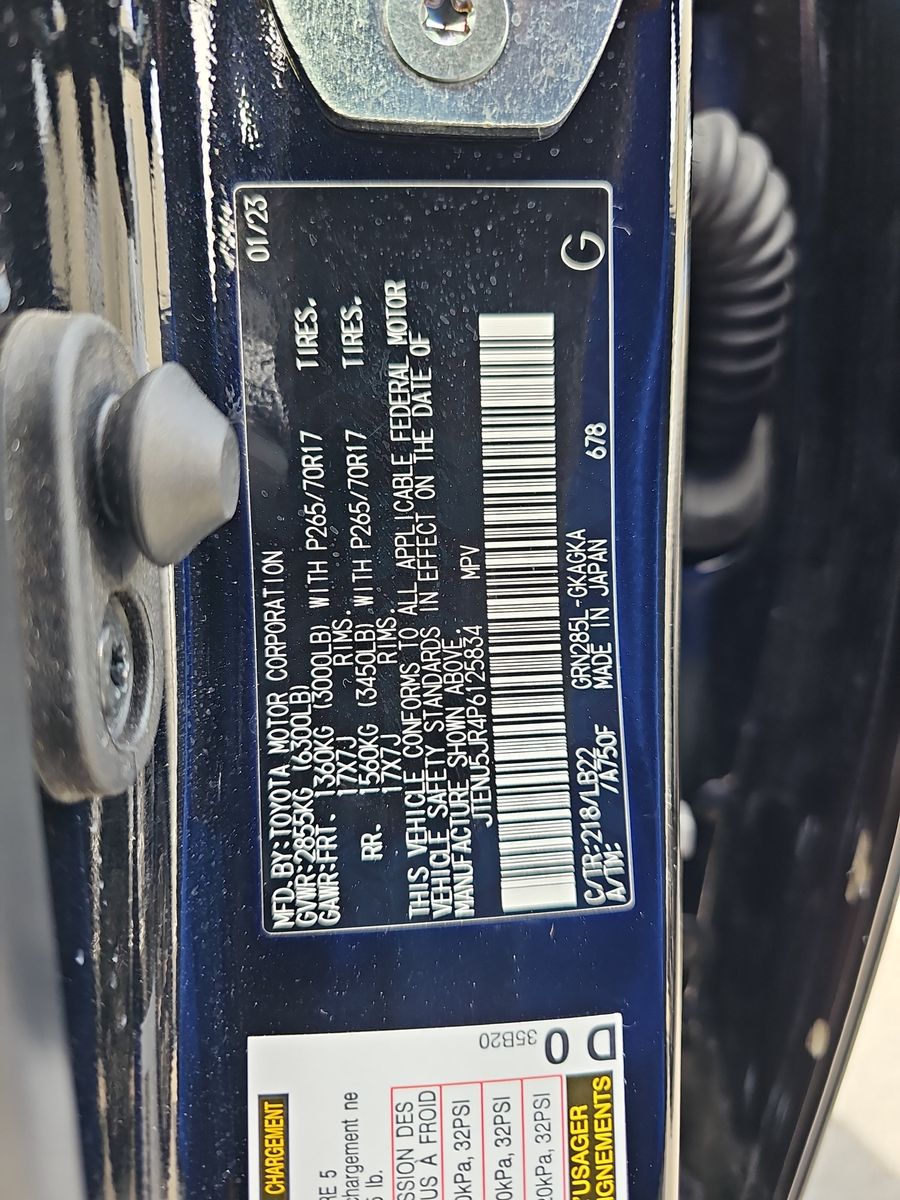 MFD.BY:TOYOTA MOTOR CORPORATION 01/23
GVWR:2855KG (6300LB)
GAWR:FRT. 1360KG (3000LB) WITH P265/70R17 TIRES.
17X7J RIMS.
RR. 1560KG (3450LB) WITH P265/70R17 TIRES.
17X7J RIMS.
THIS VEHICLE CONFORMS TO ALL APPLICABLE FEDERAL MOTOR
VEHICLE SAFETY STANDARDS IN EFFECT ON THE DATE OF
MANUFACTURE SHOWN ABOVE.
JTENU5JR4P6125834 MPV
C/TR:218/LB22 GRN285L-GKAGKA 678
A/TM: /A750F MADE IN JAPAN
G
CHARGEMENT
RE 5
chargement ne
lb.
SSION DES
US A FROID
0kPa, 32PSI
0kPa, 32PSI
0kPa, 32PSI
USAGER
IGNEMENTS
35B20
D 0